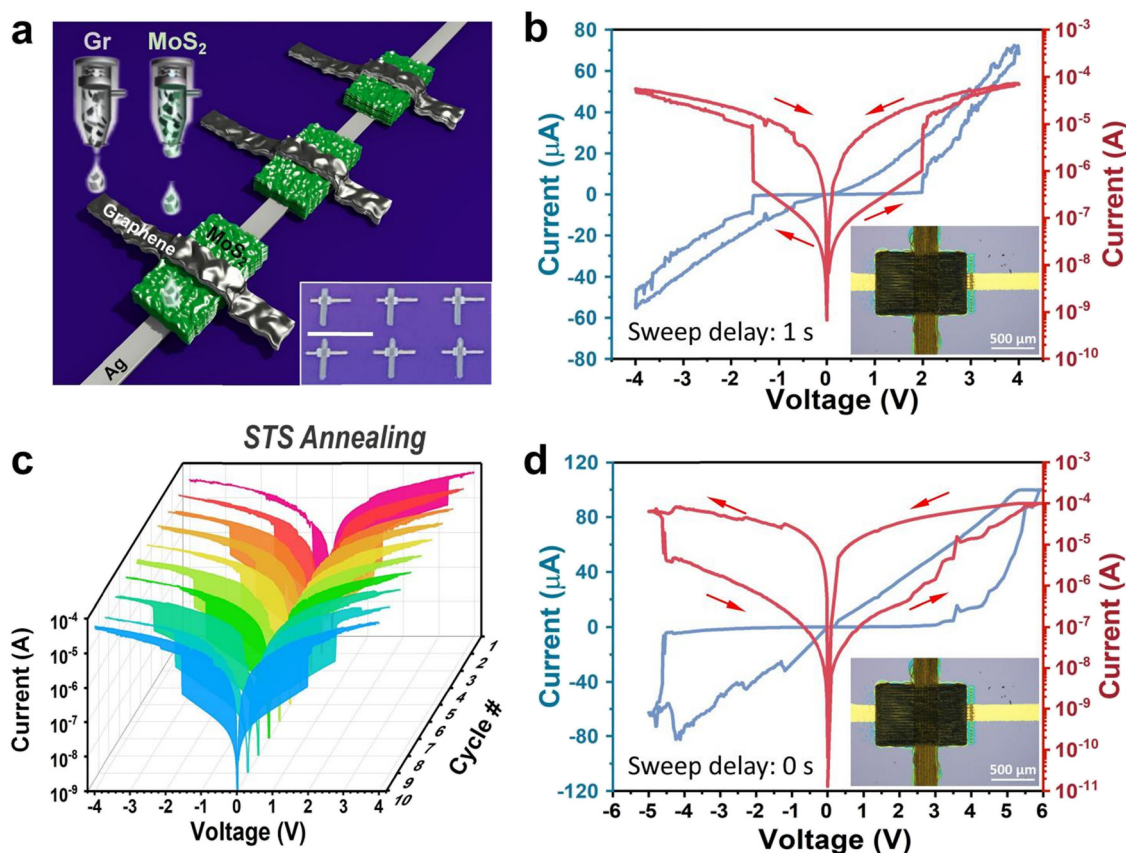 a
Gr
MoS2
Graphene
MoS2
Ag
b
80
60
40
20
0
-20
-40
-60
-80
Current (μA)
10-3
10-4
10-5
10-6
10-7
10-8
10-9
10-10
Current (A)
Sweep delay: 1 s
500 μm
-4 -3 -2 -1 0 1 2 3 4
Voltage (V)
c
STS Annealing
10-4
10-5
10-6
10-7
10-8
10-9
Current (A)
-4 -3 -2 -1 0 1 2 3 4
Voltage (V)
1
2
3
4
5
6
7
8
9
10
Cycle #
d
120
80
40
0
-40
-80
-120
Current (μA)
10-3
10-4
10-5
10-6
10-7
10-8
10-9
10-10
10-11
Current (A)
Sweep delay: 0 s
500 μm
-5 -4 -3 -2 -1 0 1 2 3 4 5 6
Voltage (V)